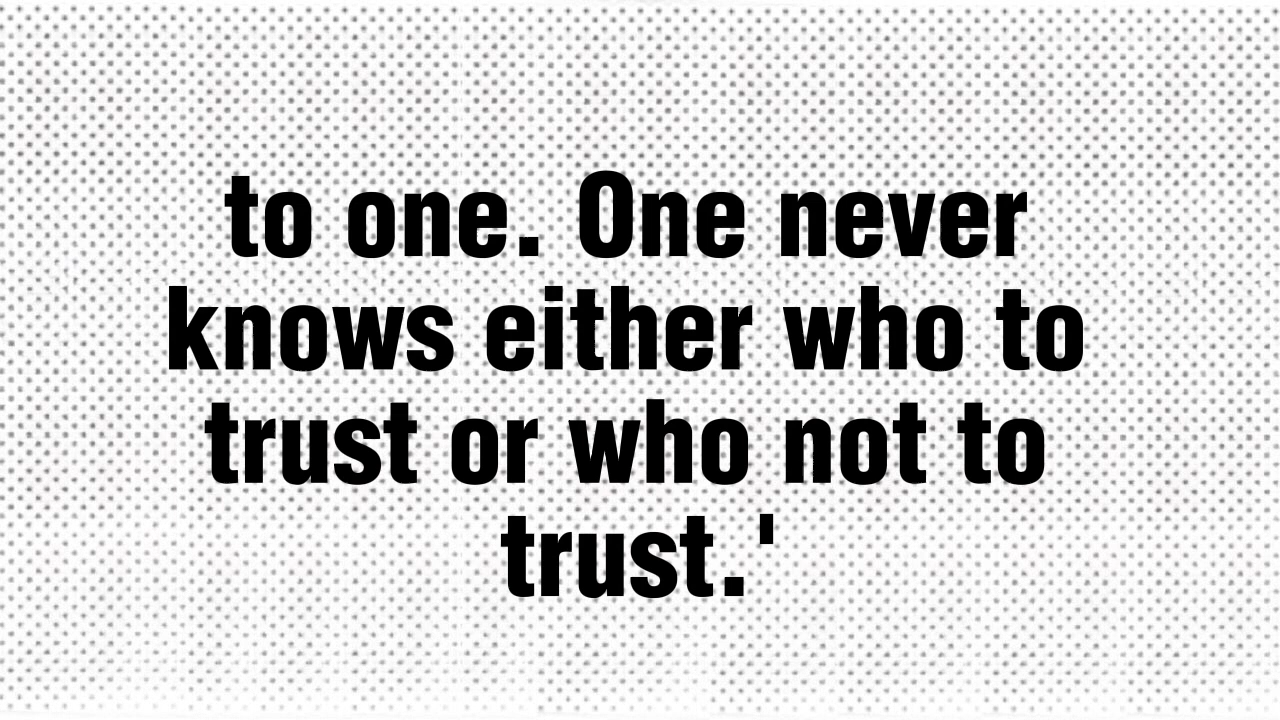 to one. One never
knows either who to
trust or who not to
trust.'